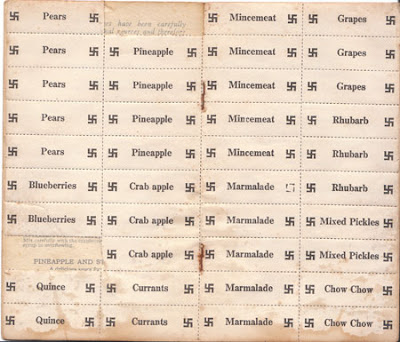 Pears Mincemeat Grapes
es have been carefully
Pears Pineapple Mincemeat Grapes
Pears Pineapple Mincemeat Grapes
Pears Pineapple Mincemeat Rhubarb
Pears Pineapple Mincemeat Rhubarb
Blueberries Crab apple Marmalade Rhubarb
Blueberries Crab apple Marmalade Mixed Pickles
Crab apple Marmalade Mixed Pickles
PINEAPPLE AND
Quince Currants Marmalade Chow Chow
Quince Currants Marmalade Chow Chow